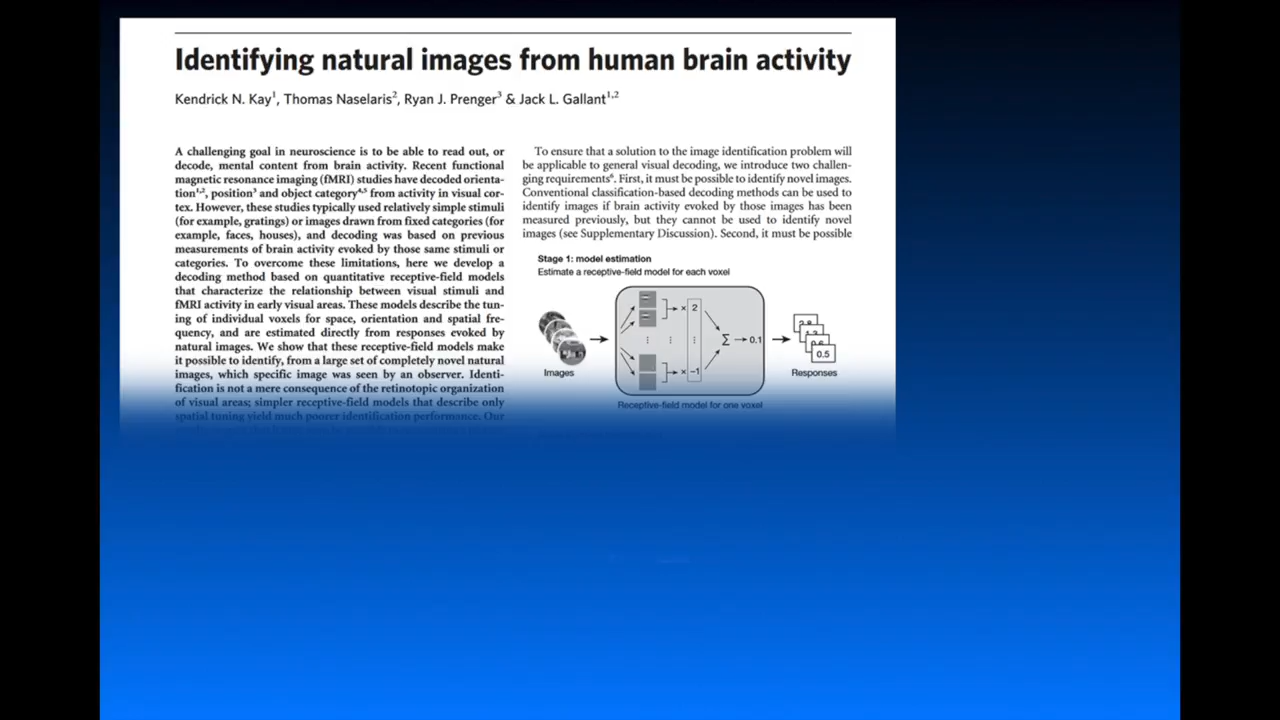 Identifying natural images from human brain activity
Kendrick N. Kay1, Thomas Naselaris2, Ryan J. Prenger3 & Jack L. Gallant1,2
A challenging goal in neuroscience is to be able to read out, or
decode, mental content from brain activity. Recent functional
magnetic resonance imaging (fMRI) studies have decoded orienta-
tion1,2, position3 and object category4,5 from activity in visual cor-
tex. However, these studies typically used relatively simple stimuli
(for example, gratings) or images drawn from fixed categories (for
example, faces, houses), and decoding was based on previous
measurements of brain activity evoked by those same stimuli or
categories. To overcome these limitations, here we develop a
decoding method based on quantitative receptive-field models
that characterize the relationship between visual stimuli and
fMRI activity in early visual areas. These models describe the tun-
ing of individual voxels for space, orientation and spatial fre-
quency, and are estimated directly from responses evoked by
natural images. We show that these receptive-field models make
it possible to identify, from a large set of completely novel natural
images, which specific image was seen by an observer. Identi-
fication is not a mere consequence of the retinotopic organization
of visual areas; simpler receptive-field models that describe only
spatial tuning yield much poorer identification performance. Our
To ensure that a solution to the image identification problem will
be applicable to general visual decoding, we introduce two challen-
ging requirements6. First, it must be possible to identify novel images.
Conventional classification-based decoding methods can be used to
identify images if brain activity evoked by those images has been
measured previously, but they cannot be used to identify novel
images (see Supplementary Discussion). Second, it must be possible
Stage 1: model estimation
Estimate a receptive-field model for each voxel
× 2
Σ
0.1
× −1
0.5
Images
Responses
Receptive-field model for one voxel